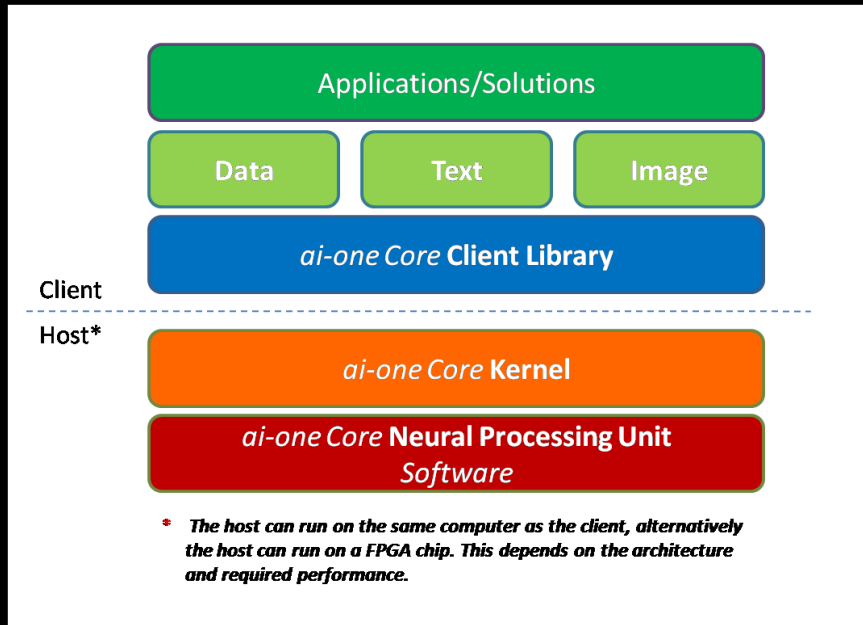 Applications/Solutions
Data Text Image
ai-one Core Client Library
Client
Host*
ai-one Core Kernel
ai-one Core Neural Processing Unit
Software
* The host can run on the same computer as the client, alternatively
the host can run on a FPGA chip. This depends on the architecture
and required performance.